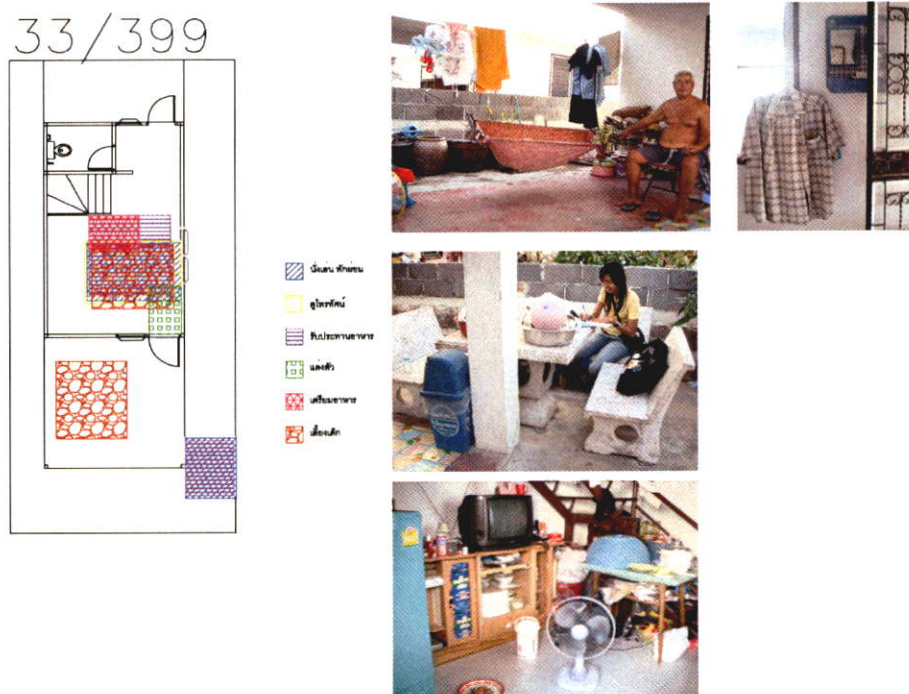 33/399
นั่งเล่น พักผ่อน
ดูโทรทัศน์
รับประทานอาหาร
แต่งตัว
เตรียมอาหาร
เลี้ยงเด็ก